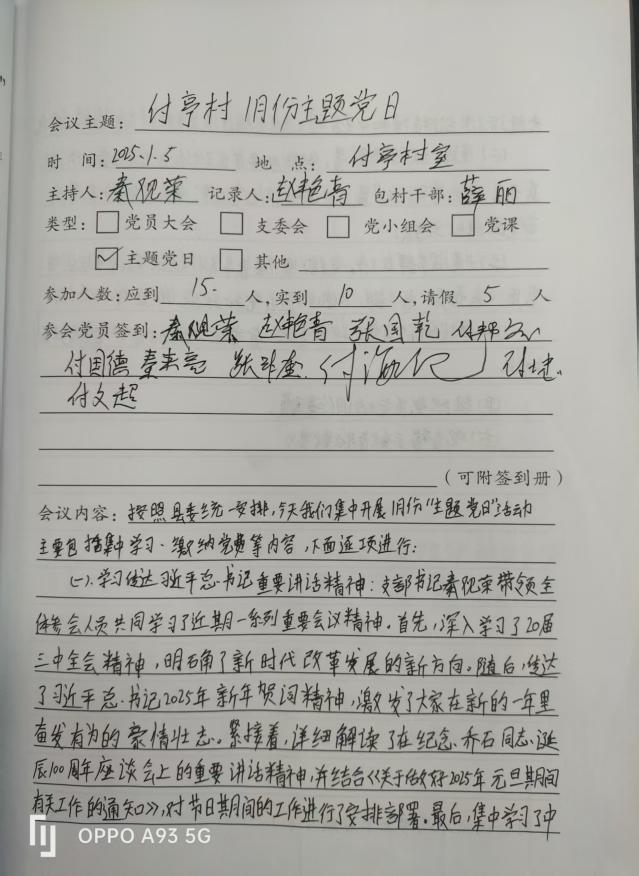 会议主题：付亭村1月份主题党日
时 间：2025.1.5 地 点：付亭村室
主持人：秦砚荣 记录人：赵艳青 包村干部：薛丽
类型：□党员大会 □支委会 □党小组会 □党课
☑主题党日 □其他
参加人数：应到 15 人，实到 10 人，请假 5 人
参会党员签到：秦砚荣 赵艳青 张国乾
付国德 秦来亮 付海
付文超
（可附签到册）
会议内容：按照县委统一安排，今天我们集中开展1月份“主题党日”活动
主要包括集中学习、缴纳党费等内容，下面逐项进行：
(一)、学习传达习近平总书记重要讲话精神：支部书记秦砚荣带领全
体参会人员共同学习了近期一系列重要会议精神。首先，深入学习了20届
三中全会精神，明确了新时代改革发展的新方向。随后，传达
了习近平总书记2025年新年贺词精神，激发了大家在新的一年里
奋发有为的豪情壮志。紧接着，详细解读了在纪念乔石同志诞
辰100周年座谈会上的重要讲话精神，并结合《关于做好2025年元旦期间
有关工作的通知》，对节日期间的工作进行了安排部署。最后，集中学习了中
OPPO A93 5G